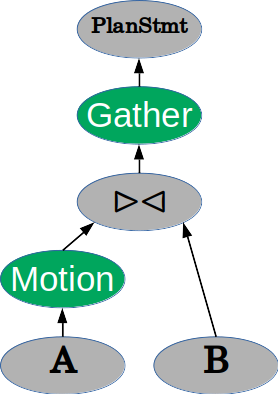 PlanStmt
Gather
▷◁
Motion
A
B